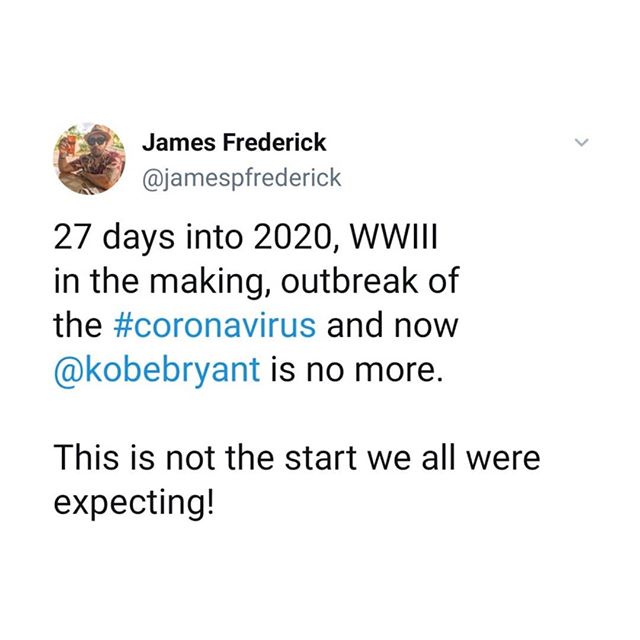 James Frederick
@jamespfrederick
27 days into 2020, WWIII
in the making, outbreak of
the #coronavirus and now
@kobebryant is no more.
This is not the start we all were
expecting!